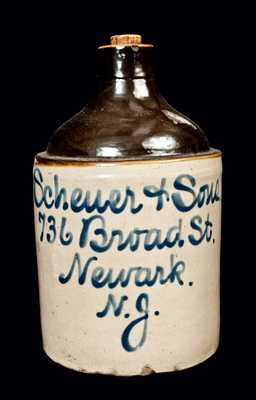 Scheuer & Sons
736 Broad St.
Newark.
N.J.